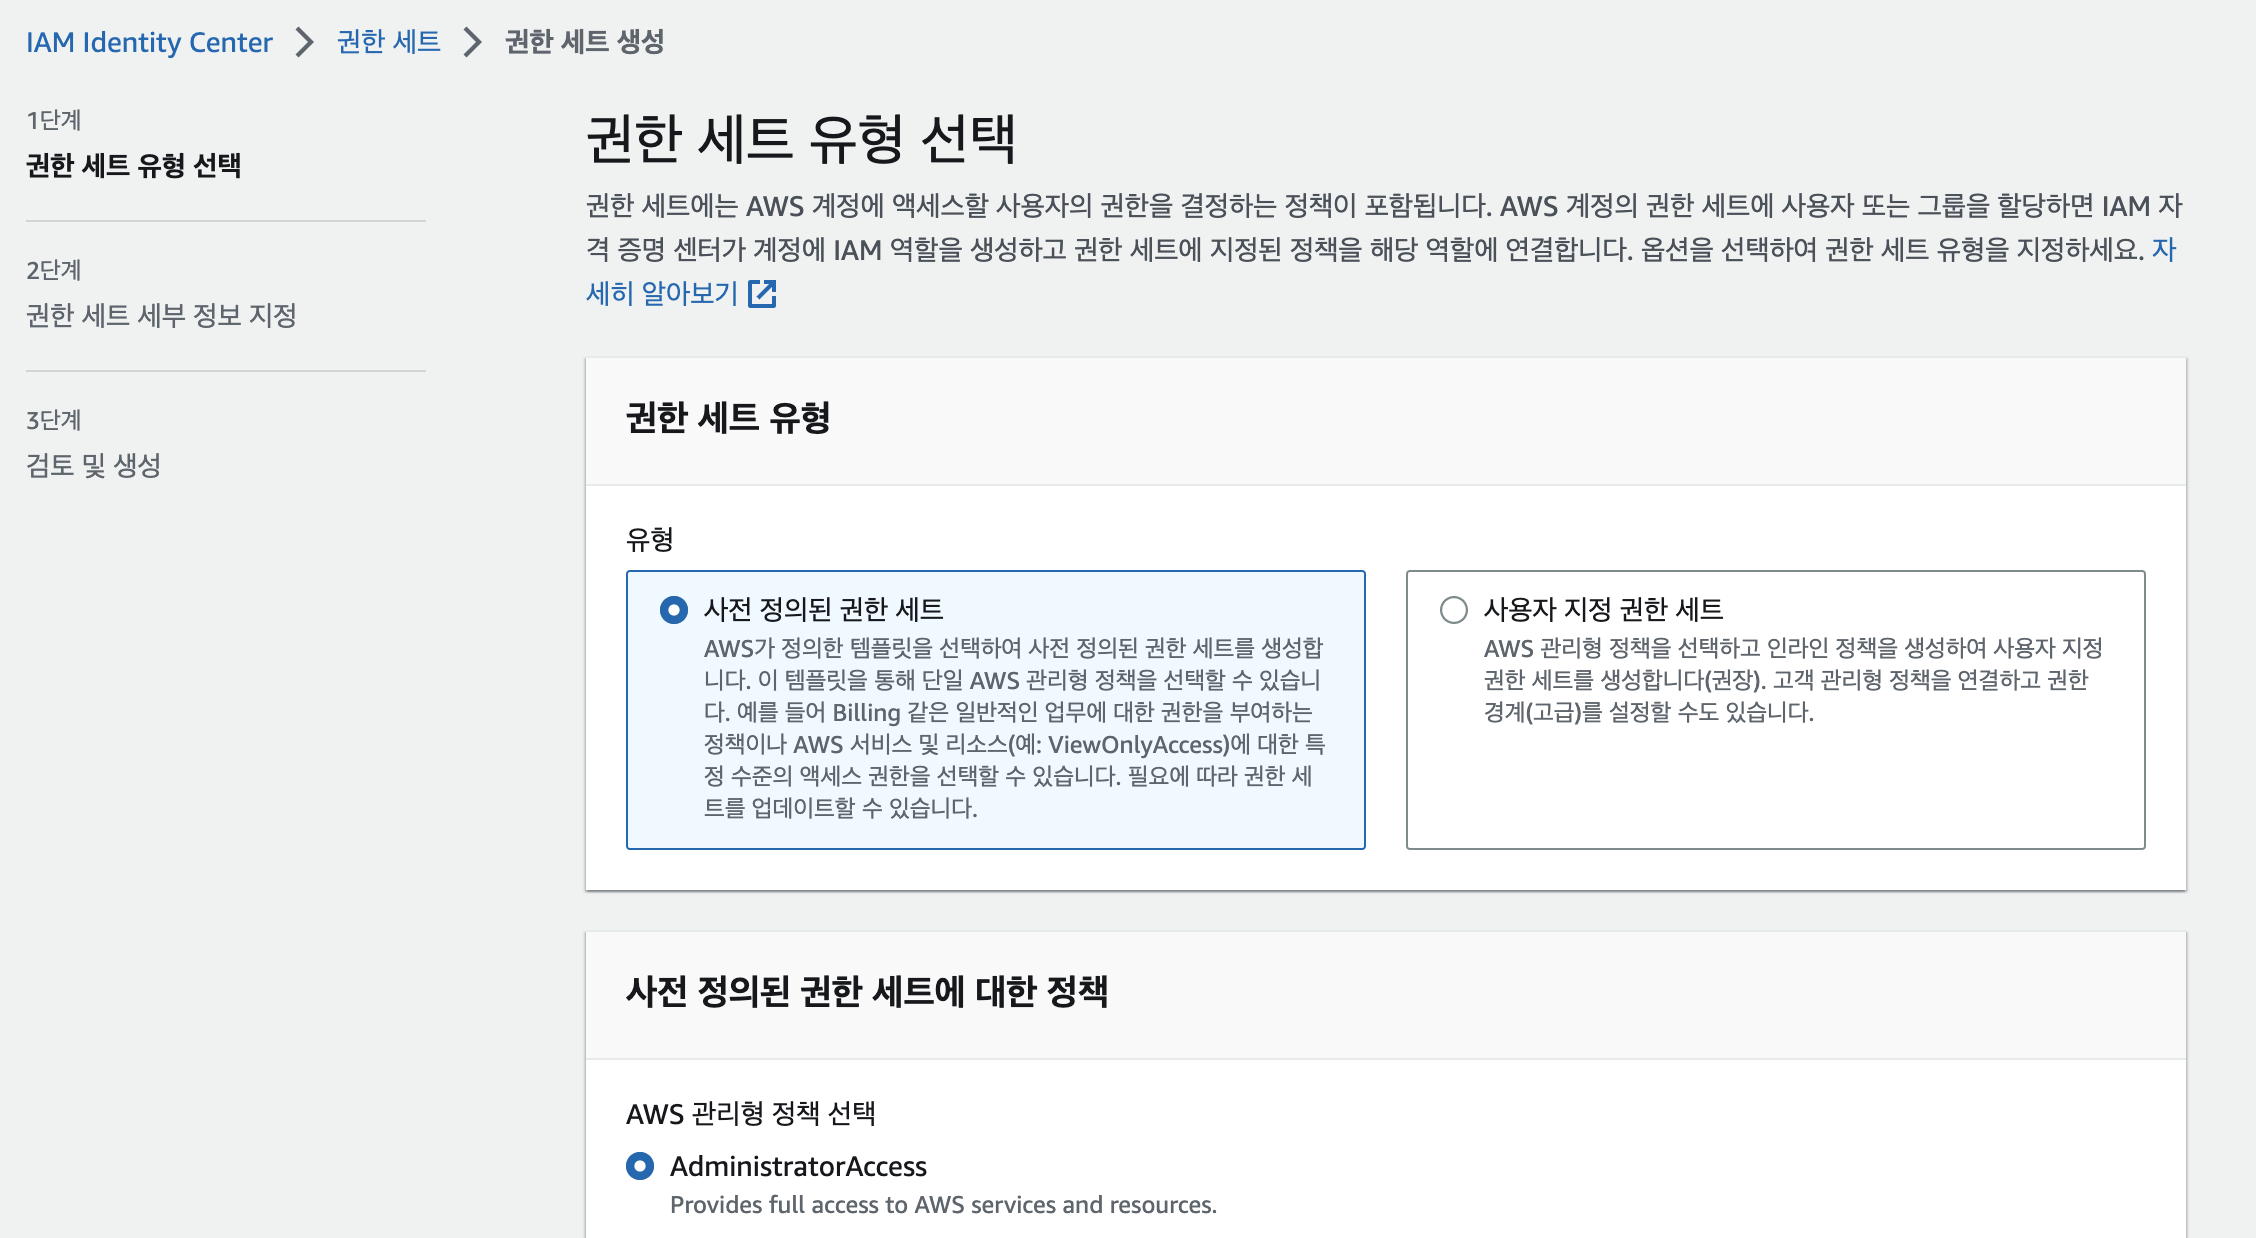 IAM Identity Center > 권한 세트 > 권한 세트 생성
1단계
권한 세트 유형 선택
2단계
권한 세트 세부 정보 지정
3단계
검토 및 생성
권한 세트 유형 선택
권한 세트에는 AWS 계정에 액세스할 사용자의 권한을 결정하는 정책이 포함됩니다. AWS 계정의 권한 세트에 사용자 또는 그룹을 할당하면 IAM 자
격 증명 센터가 계정에 IAM 역할을 생성하고 권한 세트에 지정된 정책을 해당 역할에 연결합니다. 옵션을 선택하여 권한 세트 유형을 지정하세요. 자
세히 알아보기
권한 세트 유형
유형
사전 정의된 권한 세트
AWS가 정의한 템플릿을 선택하여 사전 정의된 권한 세트를 생성합
니다. 이 템플릿을 통해 단일 AWS 관리형 정책을 선택할 수 있습니
다. 예를 들어 Billing 같은 일반적인 업무에 대한 권한을 부여하는
정책이나 AWS 서비스 및 리소스(예: ViewOnlyAccess)에 대한 특
정 수준의 액세스 권한을 선택할 수 있습니다. 필요에 따라 권한 세
트를 업데이트할 수 있습니다.
사용자 지정 권한 세트
AWS 관리형 정책을 선택하고 인라인 정책을 생성하여 사용자 지정
권한 세트를 생성합니다(권장). 고객 관리형 정책을 연결하고 권한
경계(고급)를 설정할 수도 있습니다.
사전 정의된 권한 세트에 대한 정책
AWS 관리형 정책 선택
AdministratorAccess
Provides full access to AWS services and resources.